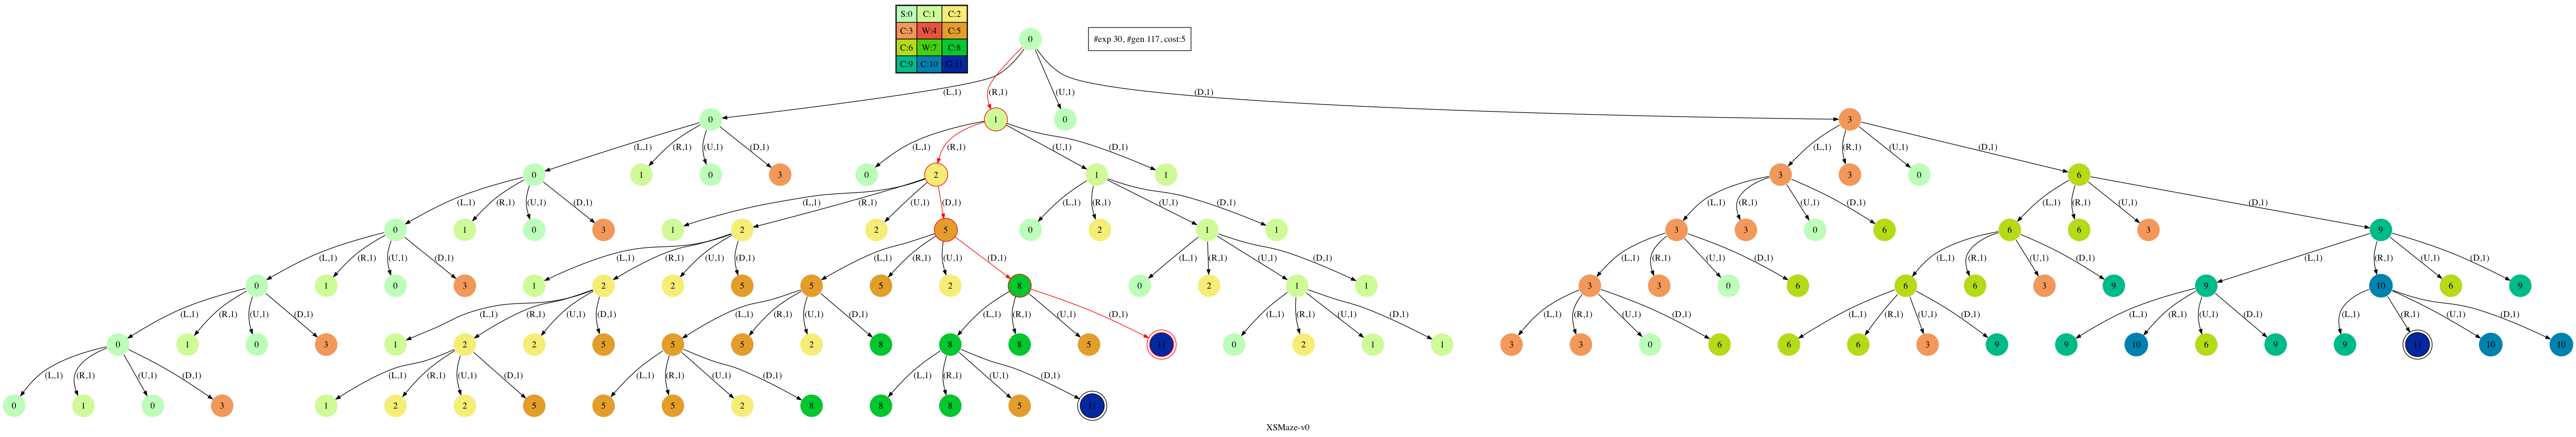 S:0 C:1 C:2
C:3 W:4 C:5
C:6 W:7 C:8
C:9 C:10 G:11
0
#exp 30, #gen 117, cost:5
(L,1) (R,1) (U,1) (D,1)
0 1 0 3
(L,1) (R,1) (U,1) (D,1) (L,1) (R,1) (U,1) (D,1) (L,1) (R,1) (U,1) (D,1)
0 1 0 3 0 2 1 1 3 3 0 6
(L,1) (R,1) (U,1) (D,1) (L,1) (R,1) (U,1) (D,1) (L,1) (R,1) (U,1) (D,1) (L,1) (R,1) (U,1) (D,1) (L,1) (R,1) (U,1) (D,1)
0 1 0 3 1 2 2 5 0 2 1 1 3 3 0 6 6 6 3 9
(L,1) (R,1) (U,1) (D,1) (L,1) (R,1) (U,1) (D,1) (L,1) (R,1) (U,1) (D,1) (L,1) (R,1) (U,1) (D,1) (L,1) (R,1) (U,1) (D,1) (L,1) (R,1) (U,1) (D,1) (L,1) (R,1) (U,1) (D,1)
0 1 0 3 1 2 2 5 5 5 2 8 0 2 1 1 3 3 0 6 6 6 3 9 9 10 6 9
(L,1) (R,1) (U,1) (D,1) (L,1) (R,1) (U,1) (D,1) (L,1) (R,1) (U,1) (D,1) (L,1) (R,1) (U,1) (D,1) (L,1) (R,1) (U,1) (D,1) (L,1) (R,1) (U,1) (D,1) (L,1) (R,1) (U,1) (D,1) (L,1) (R,1) (U,1) (D,1) (L,1) (R,1) (U,1) (D,1)
0 1 0 3 1 2 2 5 5 5 2 8 8 8 5 11 0 2 1 1 3 3 0 6 6 6 3 9 9 10 6 9 9 11 10 10
(L,1) (R,1) (U,1) (D,1) (L,1) (R,1) (U,1) (D,1) (L,1) (R,1) (U,1) (D,1) (L,1) (R,1) (U,1) (D,1)
0 1 0 3 1 2 2 5 5 5 2 8 8 8 5 11
XSMaze-v0